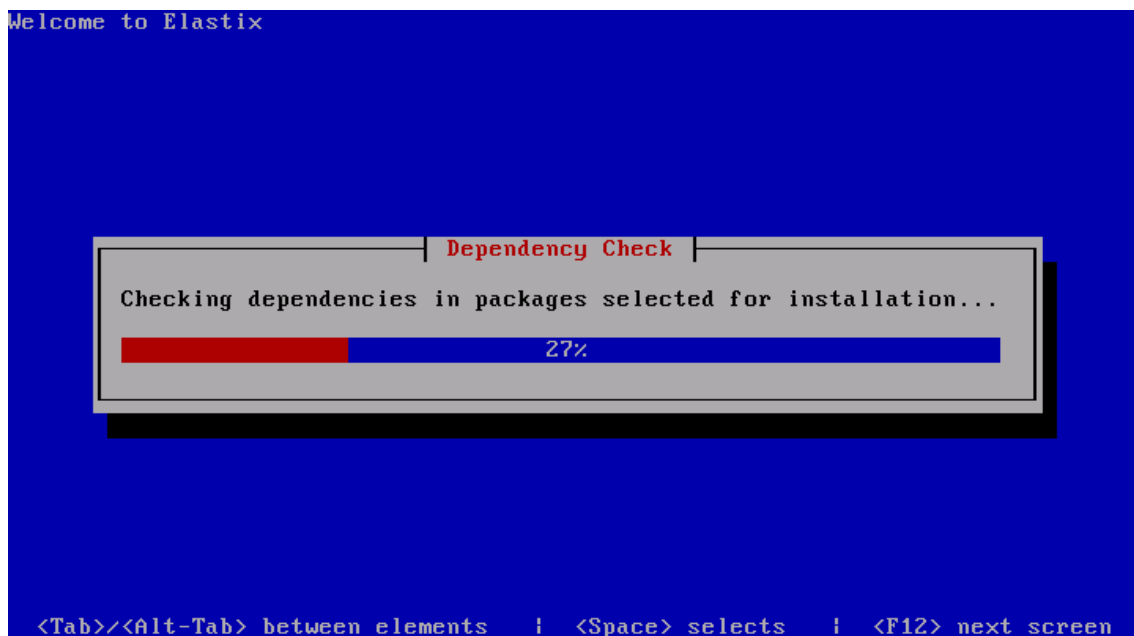 Welcome to Elastix
Dependency Check
Checking dependencies in packages selected for installation...
27%
<Tab>/<Alt-Tab> between elements | <Space> selects | <F12> next screen